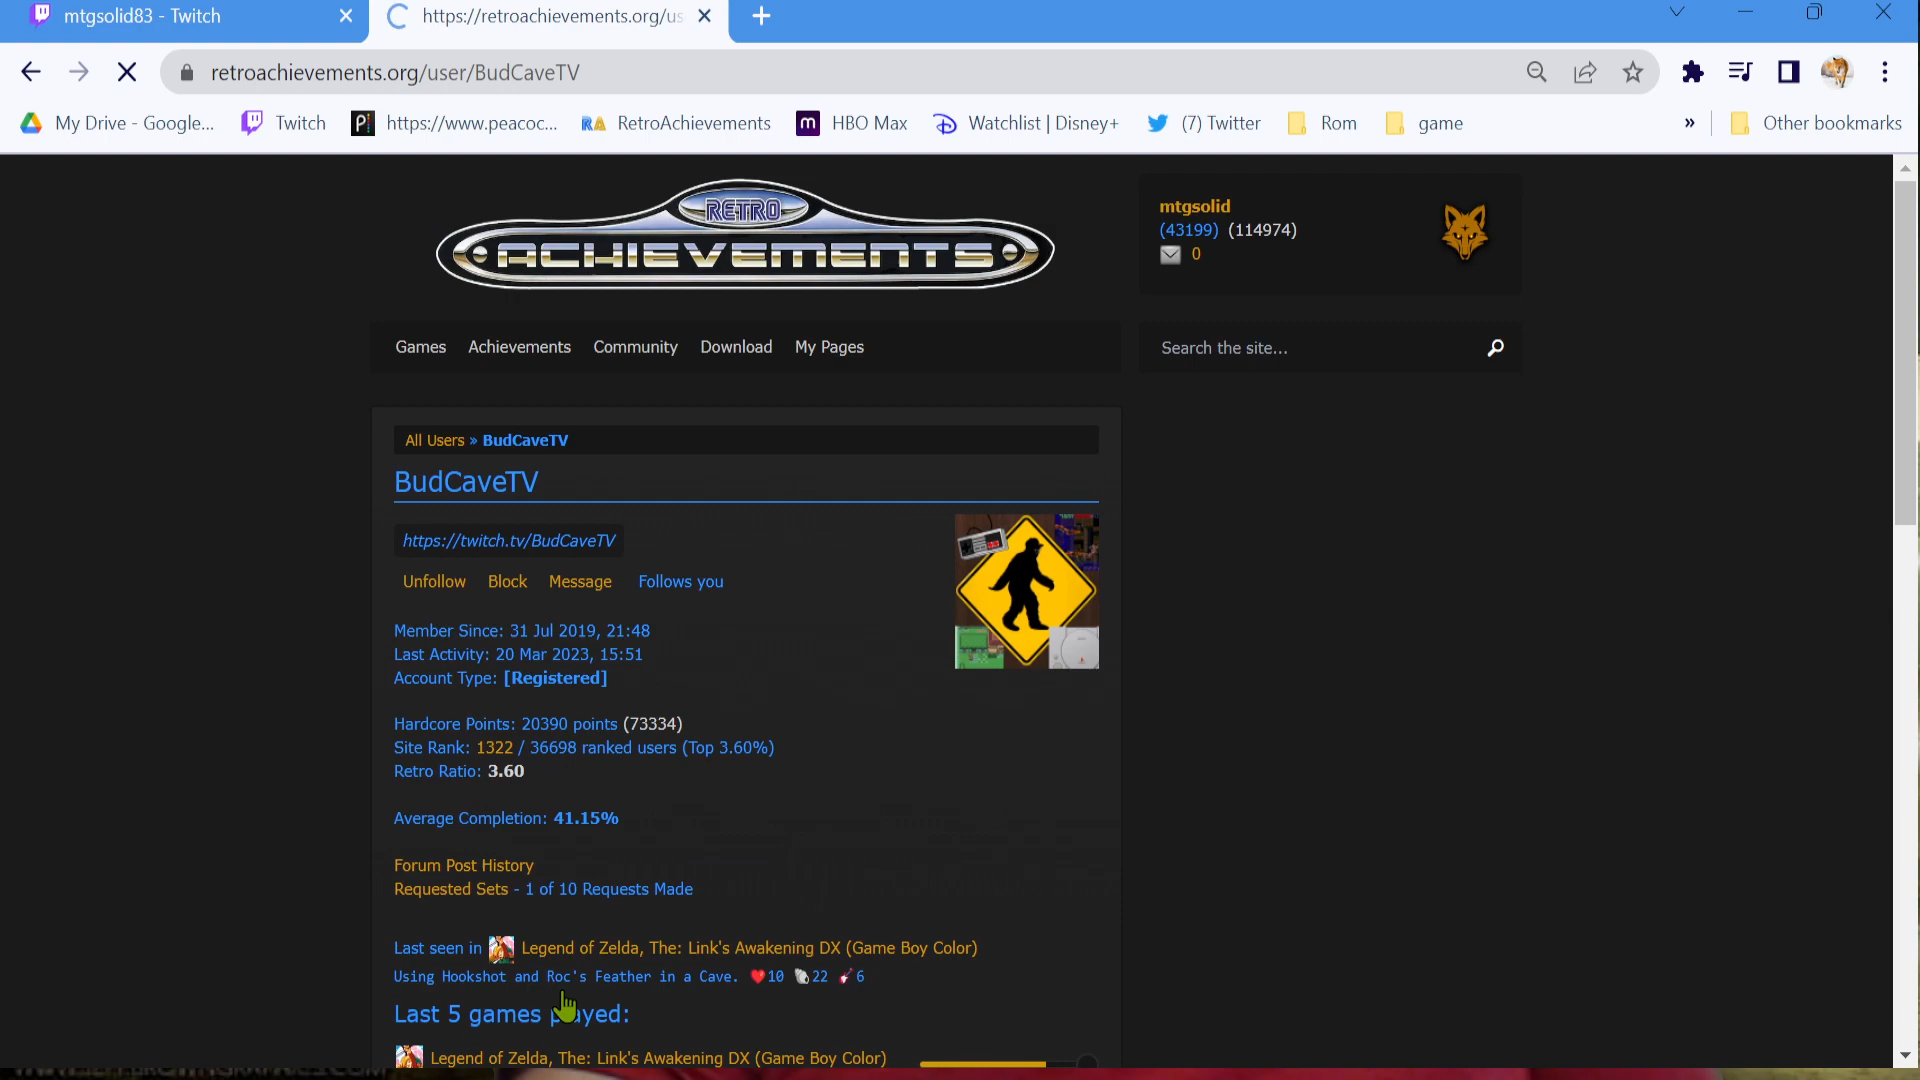 mtgsolid83 - Twitch
https://retroachievements.org/us
retroachievements.org/user/BudCaveTV
My Drive - Google...
Twitch
https://www.peacoc...
RetroAchievements
HBO Max
Watchlist | Disney+
(7) Twitter
Rom
game
»
Other bookmarks
RETRO
ACHIEVEMENTS
mtgsolid
(43199) (114974)
0
Games
Achievements
Community
Download
My Pages
Search the site...
All Users » BudCaveTV
BudCaveTV
https://twitch.tv/BudCaveTV
Unfollow Block Message Follows you
Member Since: 31 Jul 2019, 21:48
Last Activity: 20 Mar 2023, 15:51
Account Type: [Registered]
Hardcore Points: 20390 points (73334)
Site Rank: 1322 / 36698 ranked users (Top 3.60%)
Retro Ratio: 3.60
Average Completion: 41.15%
Forum Post History
Requested Sets - 1 of 10 Requests Made
Last seen in Legend of Zelda, The: Link's Awakening DX (Game Boy Color)
Using Hookshot and Roc's Feather in a Cave. ❤️10 🐚22 6
Last 5 games played:
Legend of Zelda, The: Link's Awakening DX (Game Boy Color)